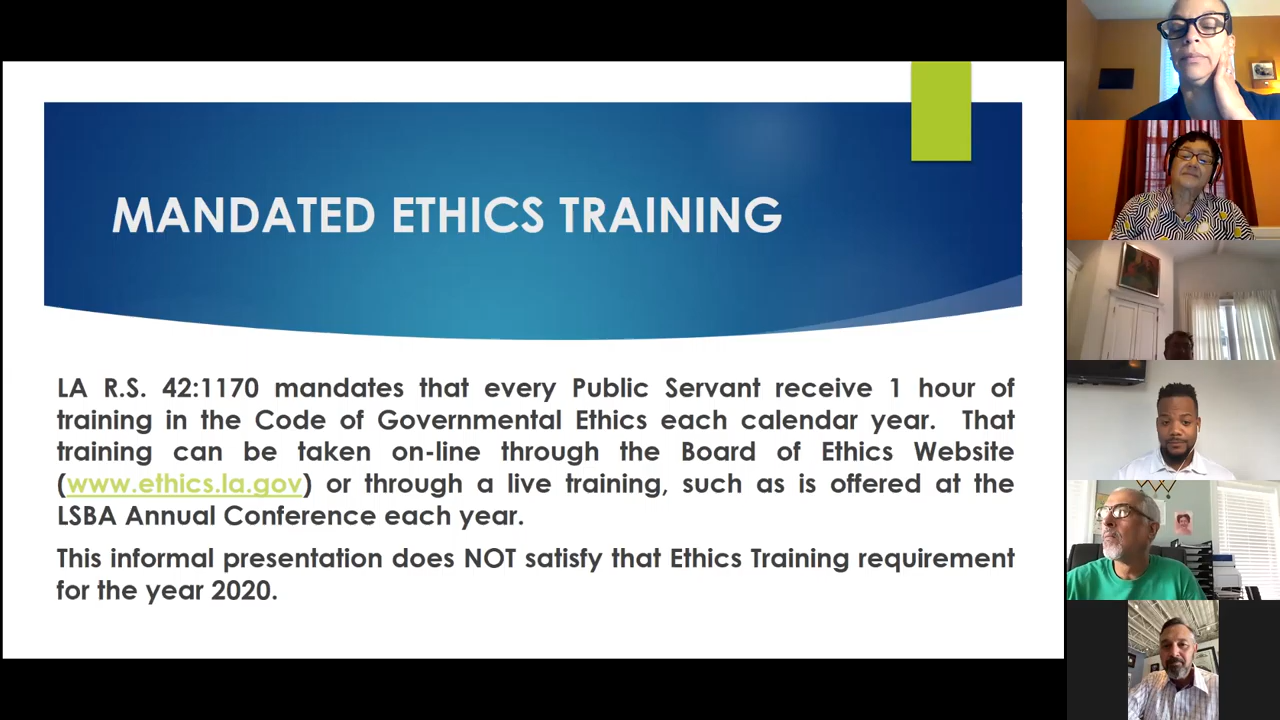 MANDATED ETHICS TRAINING
LA R.S. 42:1170 mandates that every Public Servant receive 1 hour of
training in the Code of Governmental Ethics each calendar year. That
training can be taken on-line through the Board of Ethics Website
(www.ethics.la.gov) or through a live training, such as is offered at the
LSBA Annual Conference each year.
This informal presentation does NOT satisfy that Ethics Training requirement
for the year 2020.